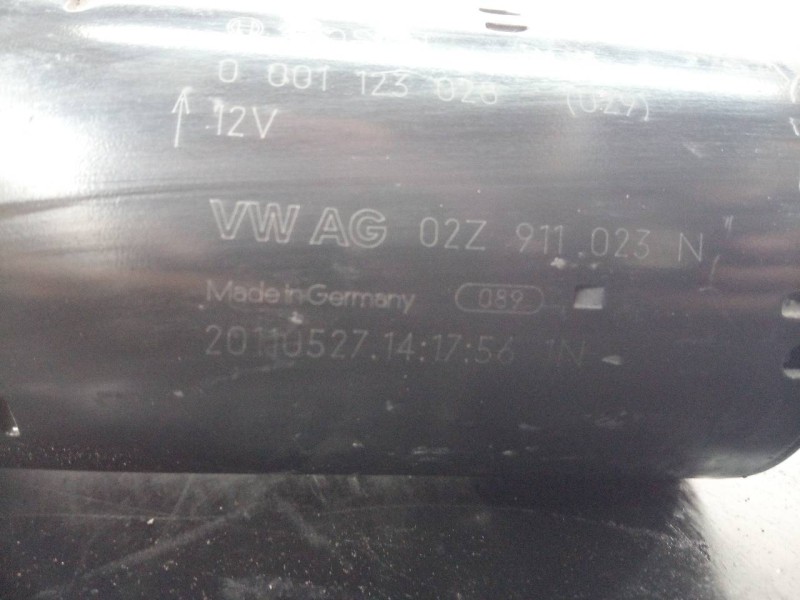 BOSCH
0 001 123 028 (029)
12V
VW AG 02Z 911 023 N
Made in Germany 089
20110527.14:17:56 1N